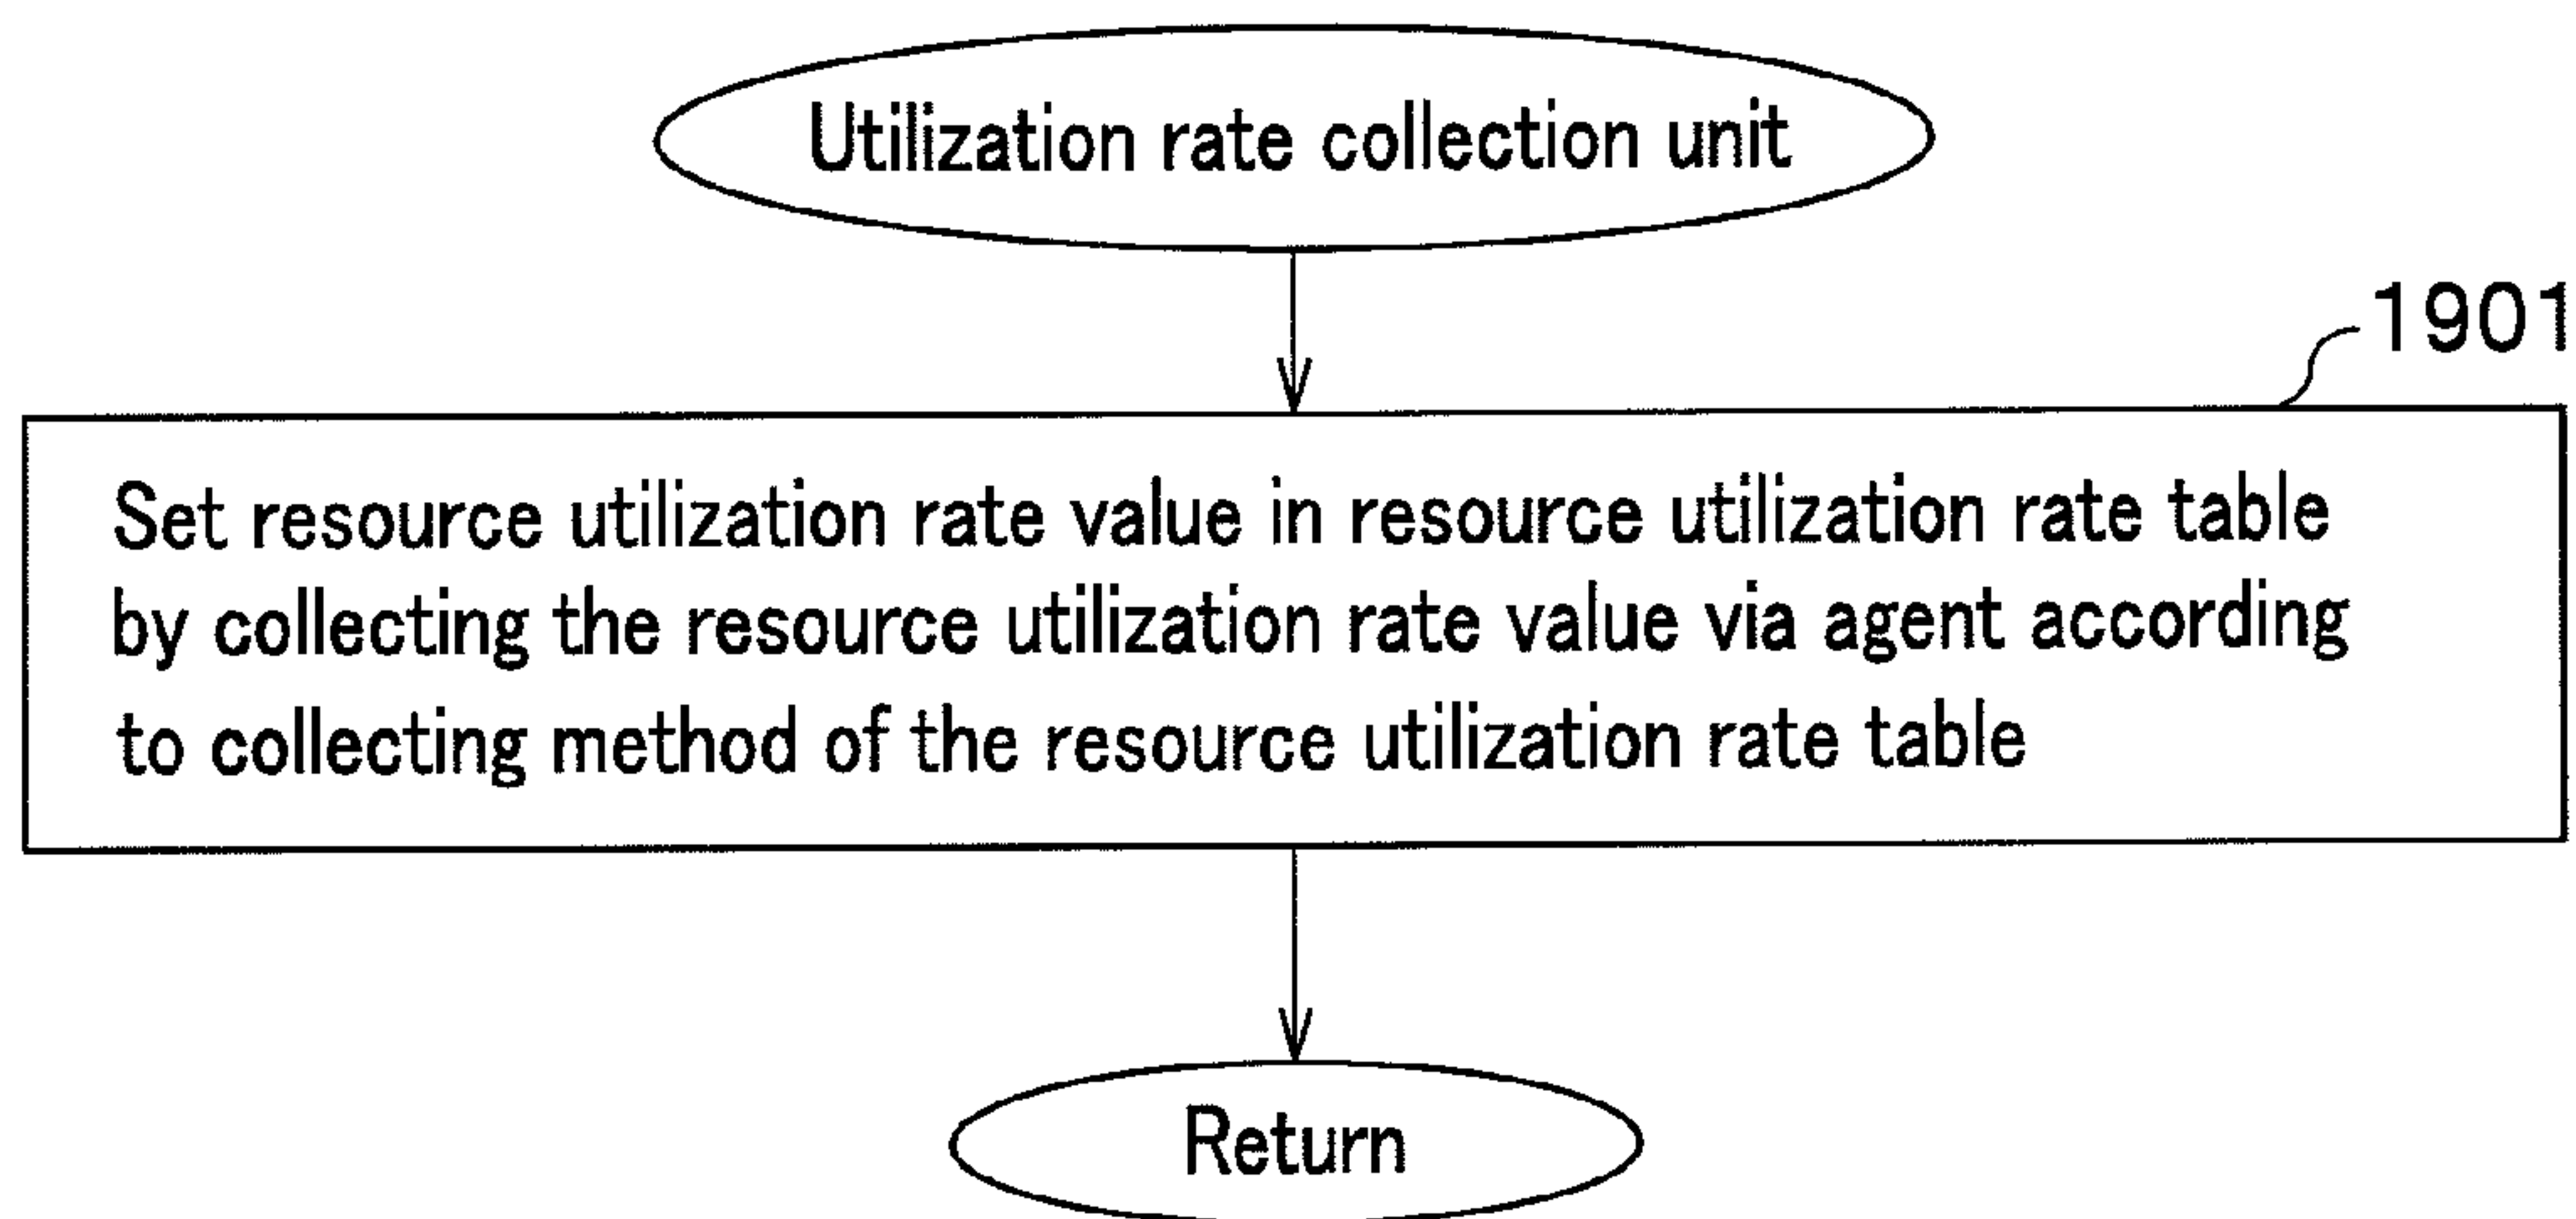 Utilization rate collection unit
1901
Set resource utilization rate value in resource utilization rate table
by collecting the resource utilization rate value via agent according
to collecting method of the resource utilization rate table
Return